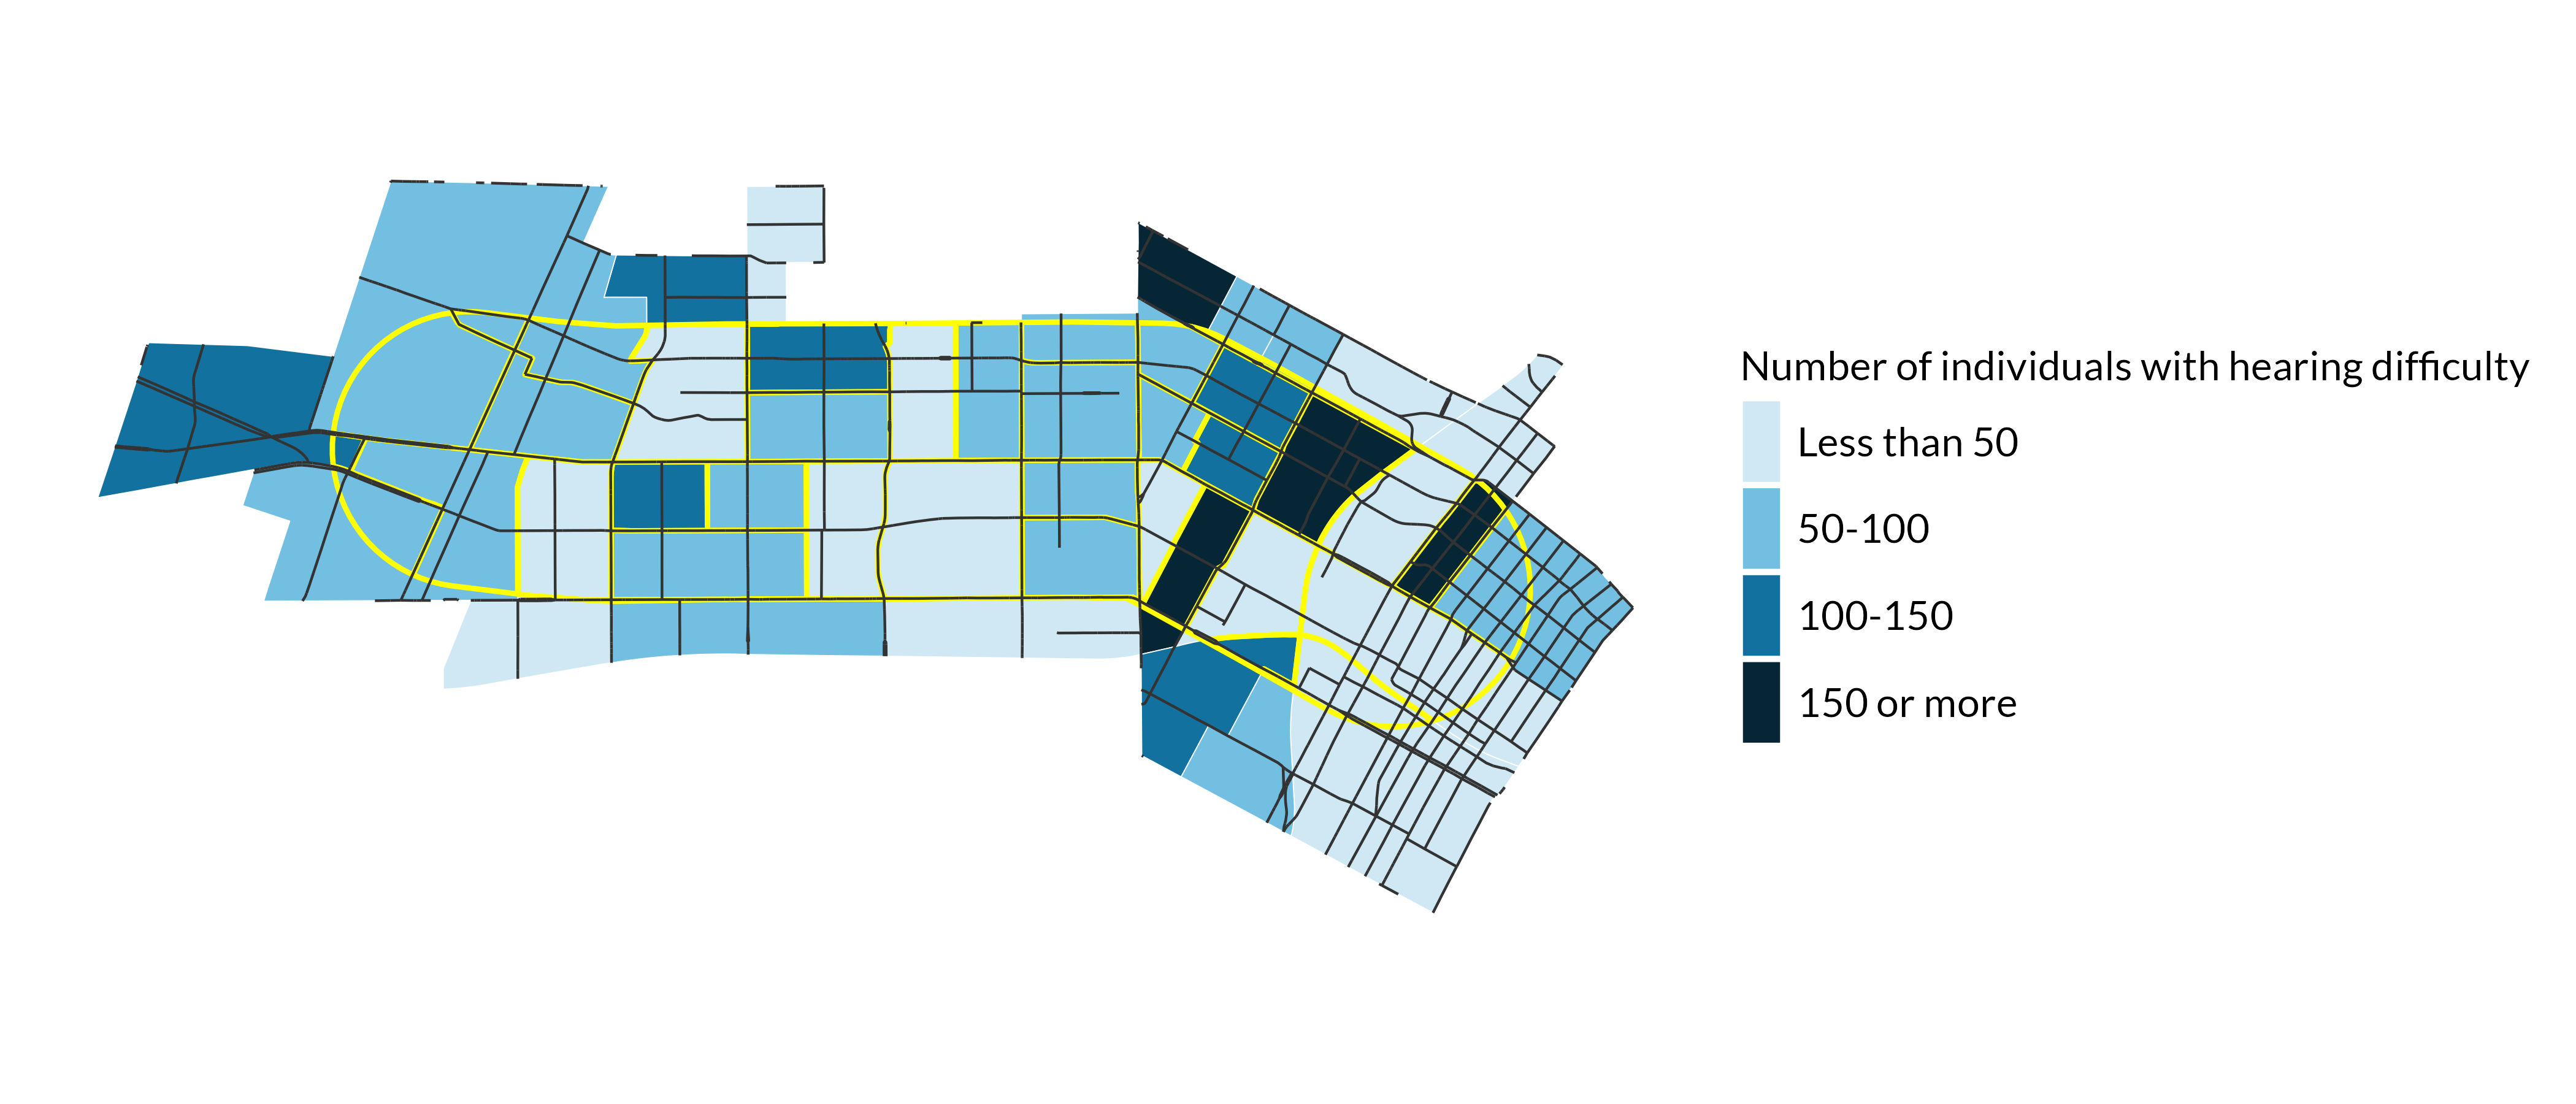 Number of individuals with hearing difficulty
Less than 50
50-100
100-150
150 or more